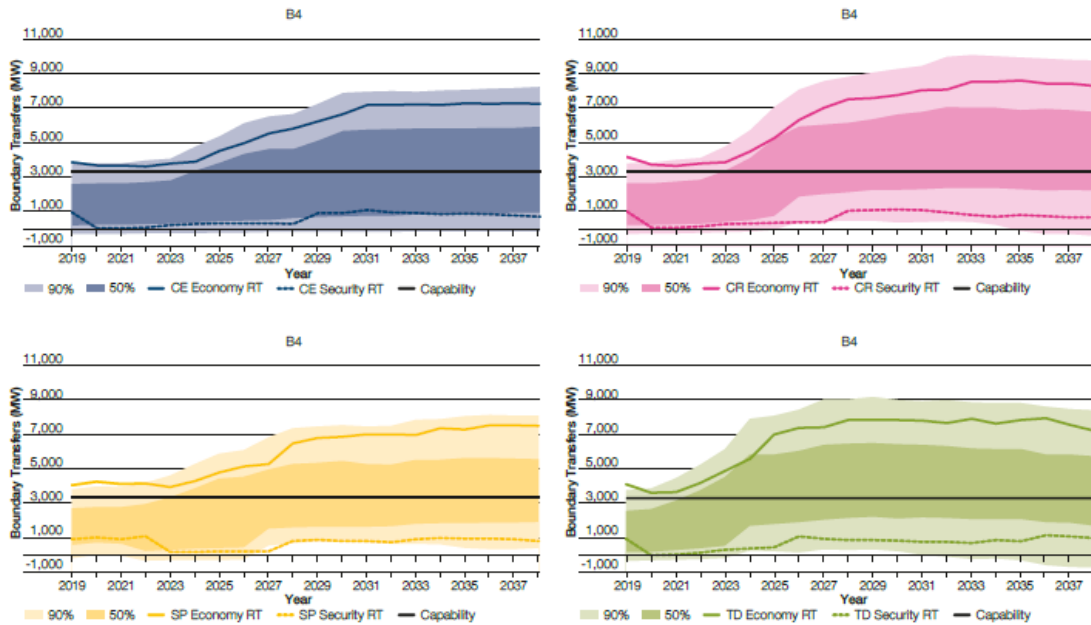 B4
11,000
9,000
7,000
5,000
3,000
1,000
-1,000
Boundary Transfers (MW)
2019 2021 2023 2025 2027 2029 2031 2033 2035 2037
Year
90% 50% CE Economy RT CE Security RT Capability
B4
11,000
9,000
7,000
5,000
3,000
1,000
-1,000
Boundary Transfers (MW)
2019 2021 2023 2025 2027 2029 2031 2033 2035 2037
Year
90% 50% CR Economy RT CR Security RT Capability
B4
11,000
9,000
7,000
5,000
3,000
1,000
-1,000
Boundary Transfers (MW)
2019 2021 2023 2025 2027 2029 2031 2033 2035 2037
Year
90% 50% SP Economy RT SP Security RT Capability
B4
11,000
9,000
7,000
5,000
3,000
1,000
-1,000
Boundary Transfers (MW)
2019 2021 2023 2025 2027 2029 2031 2033 2035 2037
Year
90% 50% TD Economy RT TD Security RT Capability